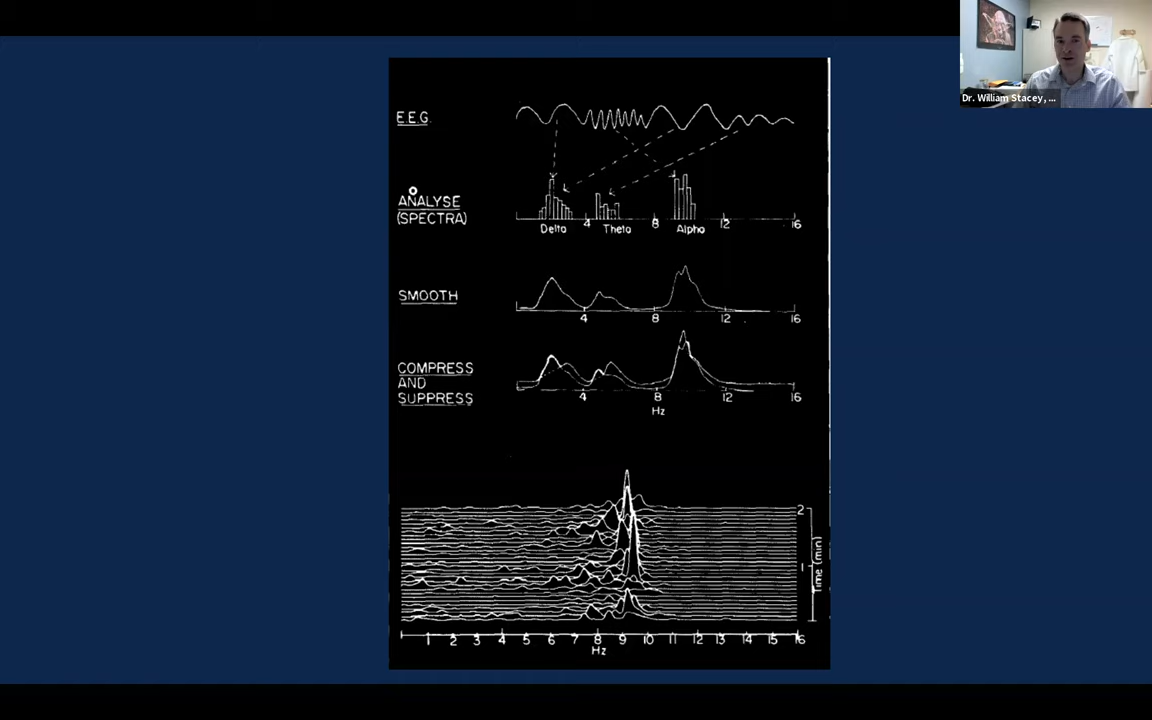 Dr. William Stacey, ...
E.E.G.
ANALYSE
(SPECTRA)
4 8 12 16
Delta Theta Alpha
SMOOTH
4 8 12 16
COMPRESS
AND
SUPPRESS
4 8 12 16
Hz
2
1
Time (min)
1 2 3 4 5 6 7 8 9 10 11 12 13 14 15 16
Hz